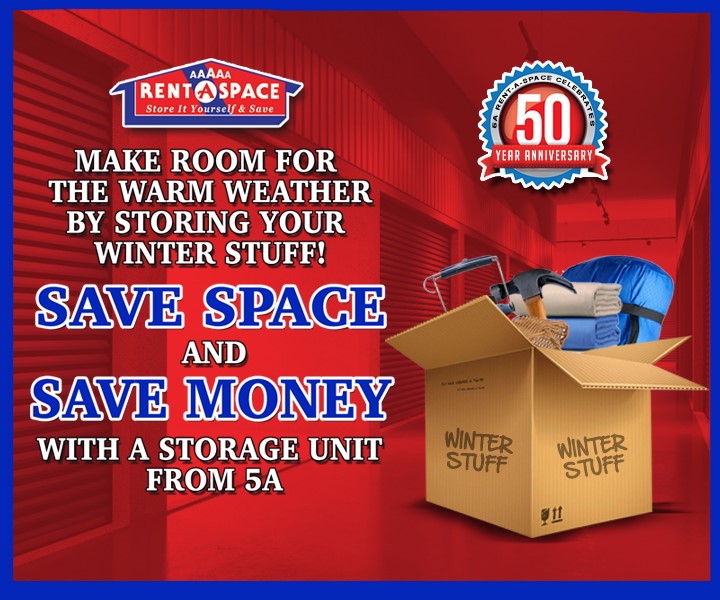 AAAAAA
RENT A SPACE
Store It Yourself & Save
5A RENT-A-SPACE CELEBRATES
50
YEAR ANNIVERSARY
MAKE ROOM FOR
THE WARM WEATHER
BY STORING YOUR
WINTER STUFF!
SAVE SPACE
AND
SAVE MONEY
WITH A STORAGE UNIT
FROM 5A
WINTER
STUFF
WINTER
STUFF